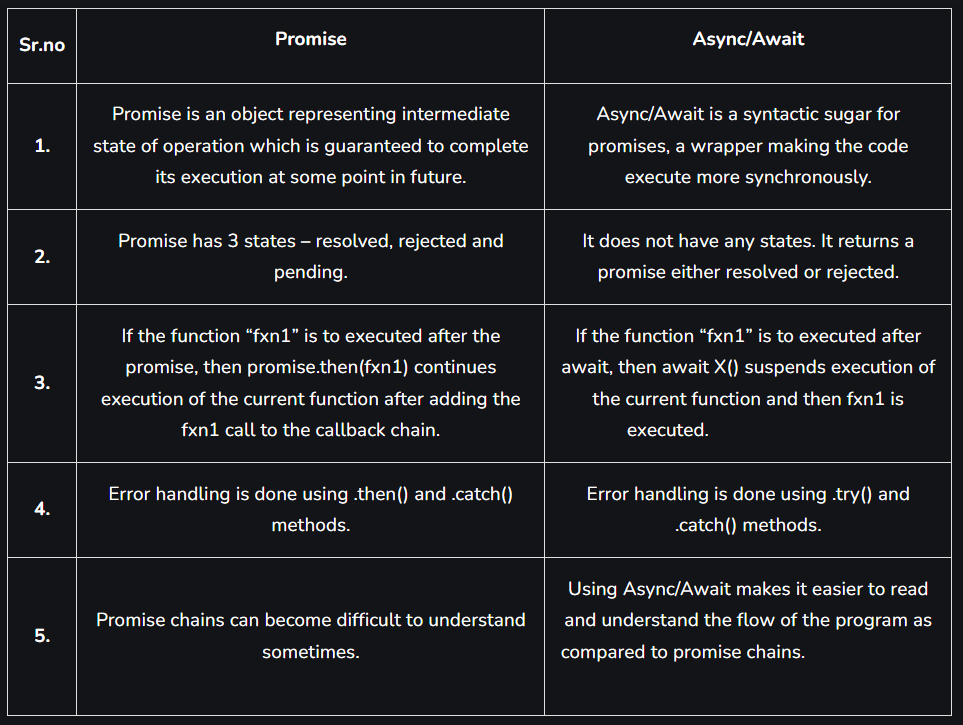 Sr.no
Promise
Async/Await
1.
Promise is an object representing intermediate
state of operation which is guaranteed to complete
its execution at some point in future.
Async/Await is a syntactic sugar for
promises, a wrapper making the code
execute more synchronously.
2.
Promise has 3 states – resolved, rejected and
pending.
It does not have any states. It returns a
promise either resolved or rejected.
3.
If the function “fxn1” is to executed after the
promise, then promise.then(fxn1) continues
execution of the current function after adding the
fxn1 call to the callback chain.
If the function “fxn1” is to executed after
await, then await X() suspends execution of
the current function and then fxn1 is
executed.
4.
Error handling is done using .then() and .catch()
methods.
Error handling is done using .try() and
.catch() methods.
5.
Promise chains can become difficult to understand
sometimes.
Using Async/Await makes it easier to read
and understand the flow of the program as
compared to promise chains.